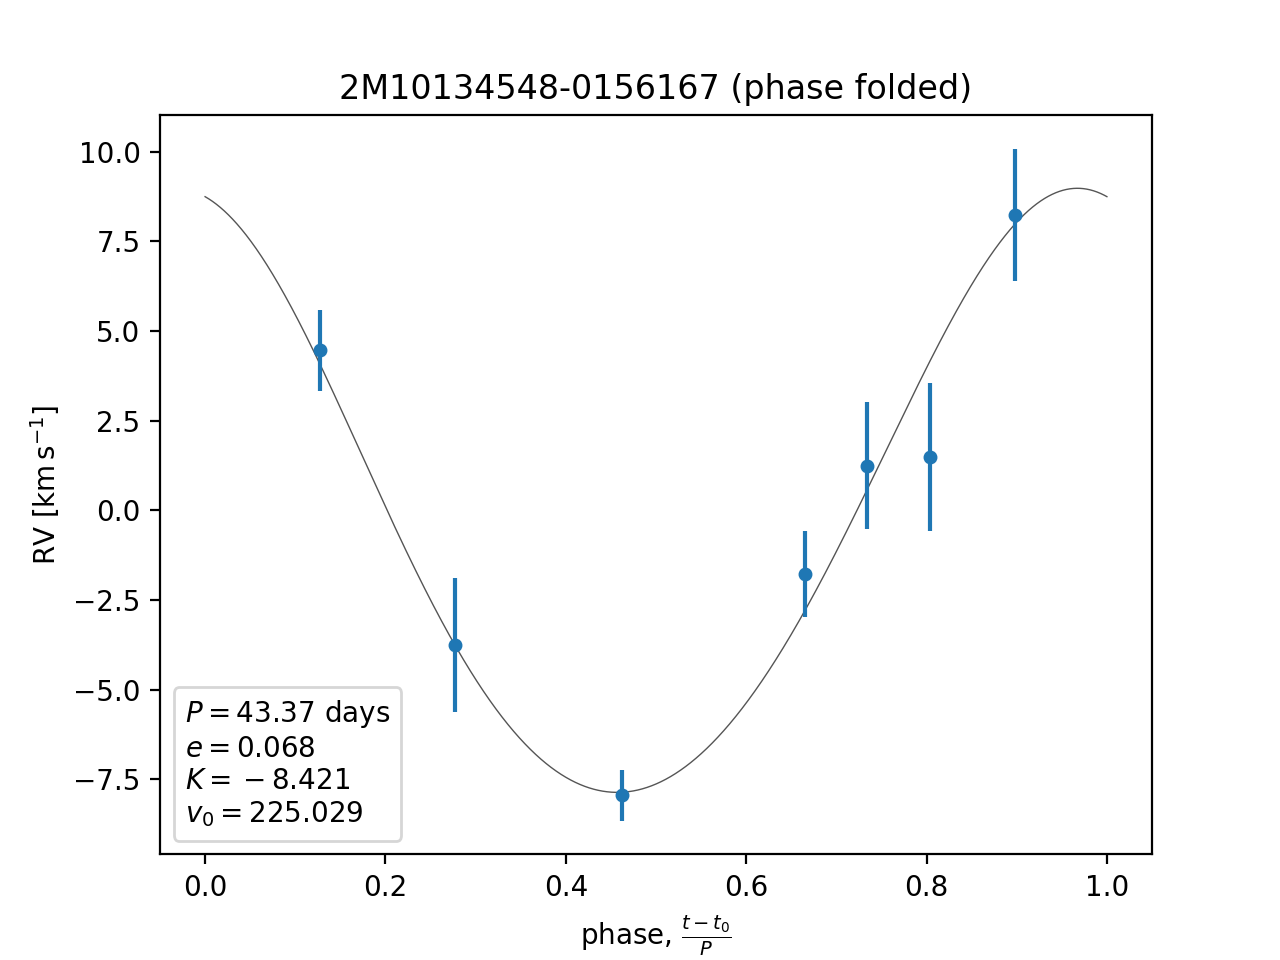 2M10134548-0156167 (phase folded)
10.0
7.5
5.0
2.5
0.0
−2.5
−5.0
−7.5
RV [km s⁻¹]
P = 43.37 days
e = 0.068
K = −8.421
v₀ = 225.029
0.0 0.2 0.4 0.6 0.8 1.0
phase, (t − t₀)/P